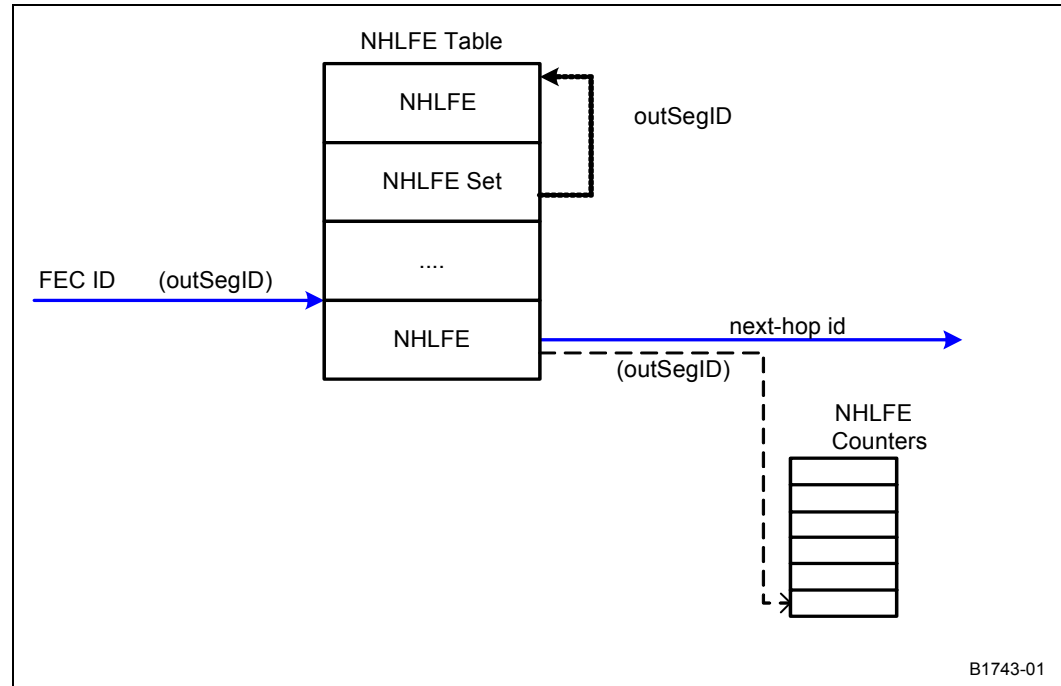 NHLFE Table
NHLFE
outSegID
NHLFE Set
....
FEC ID (outSegID)
NHLFE
next-hop id
(outSegID)
NHLFE
Counters
B1743-01